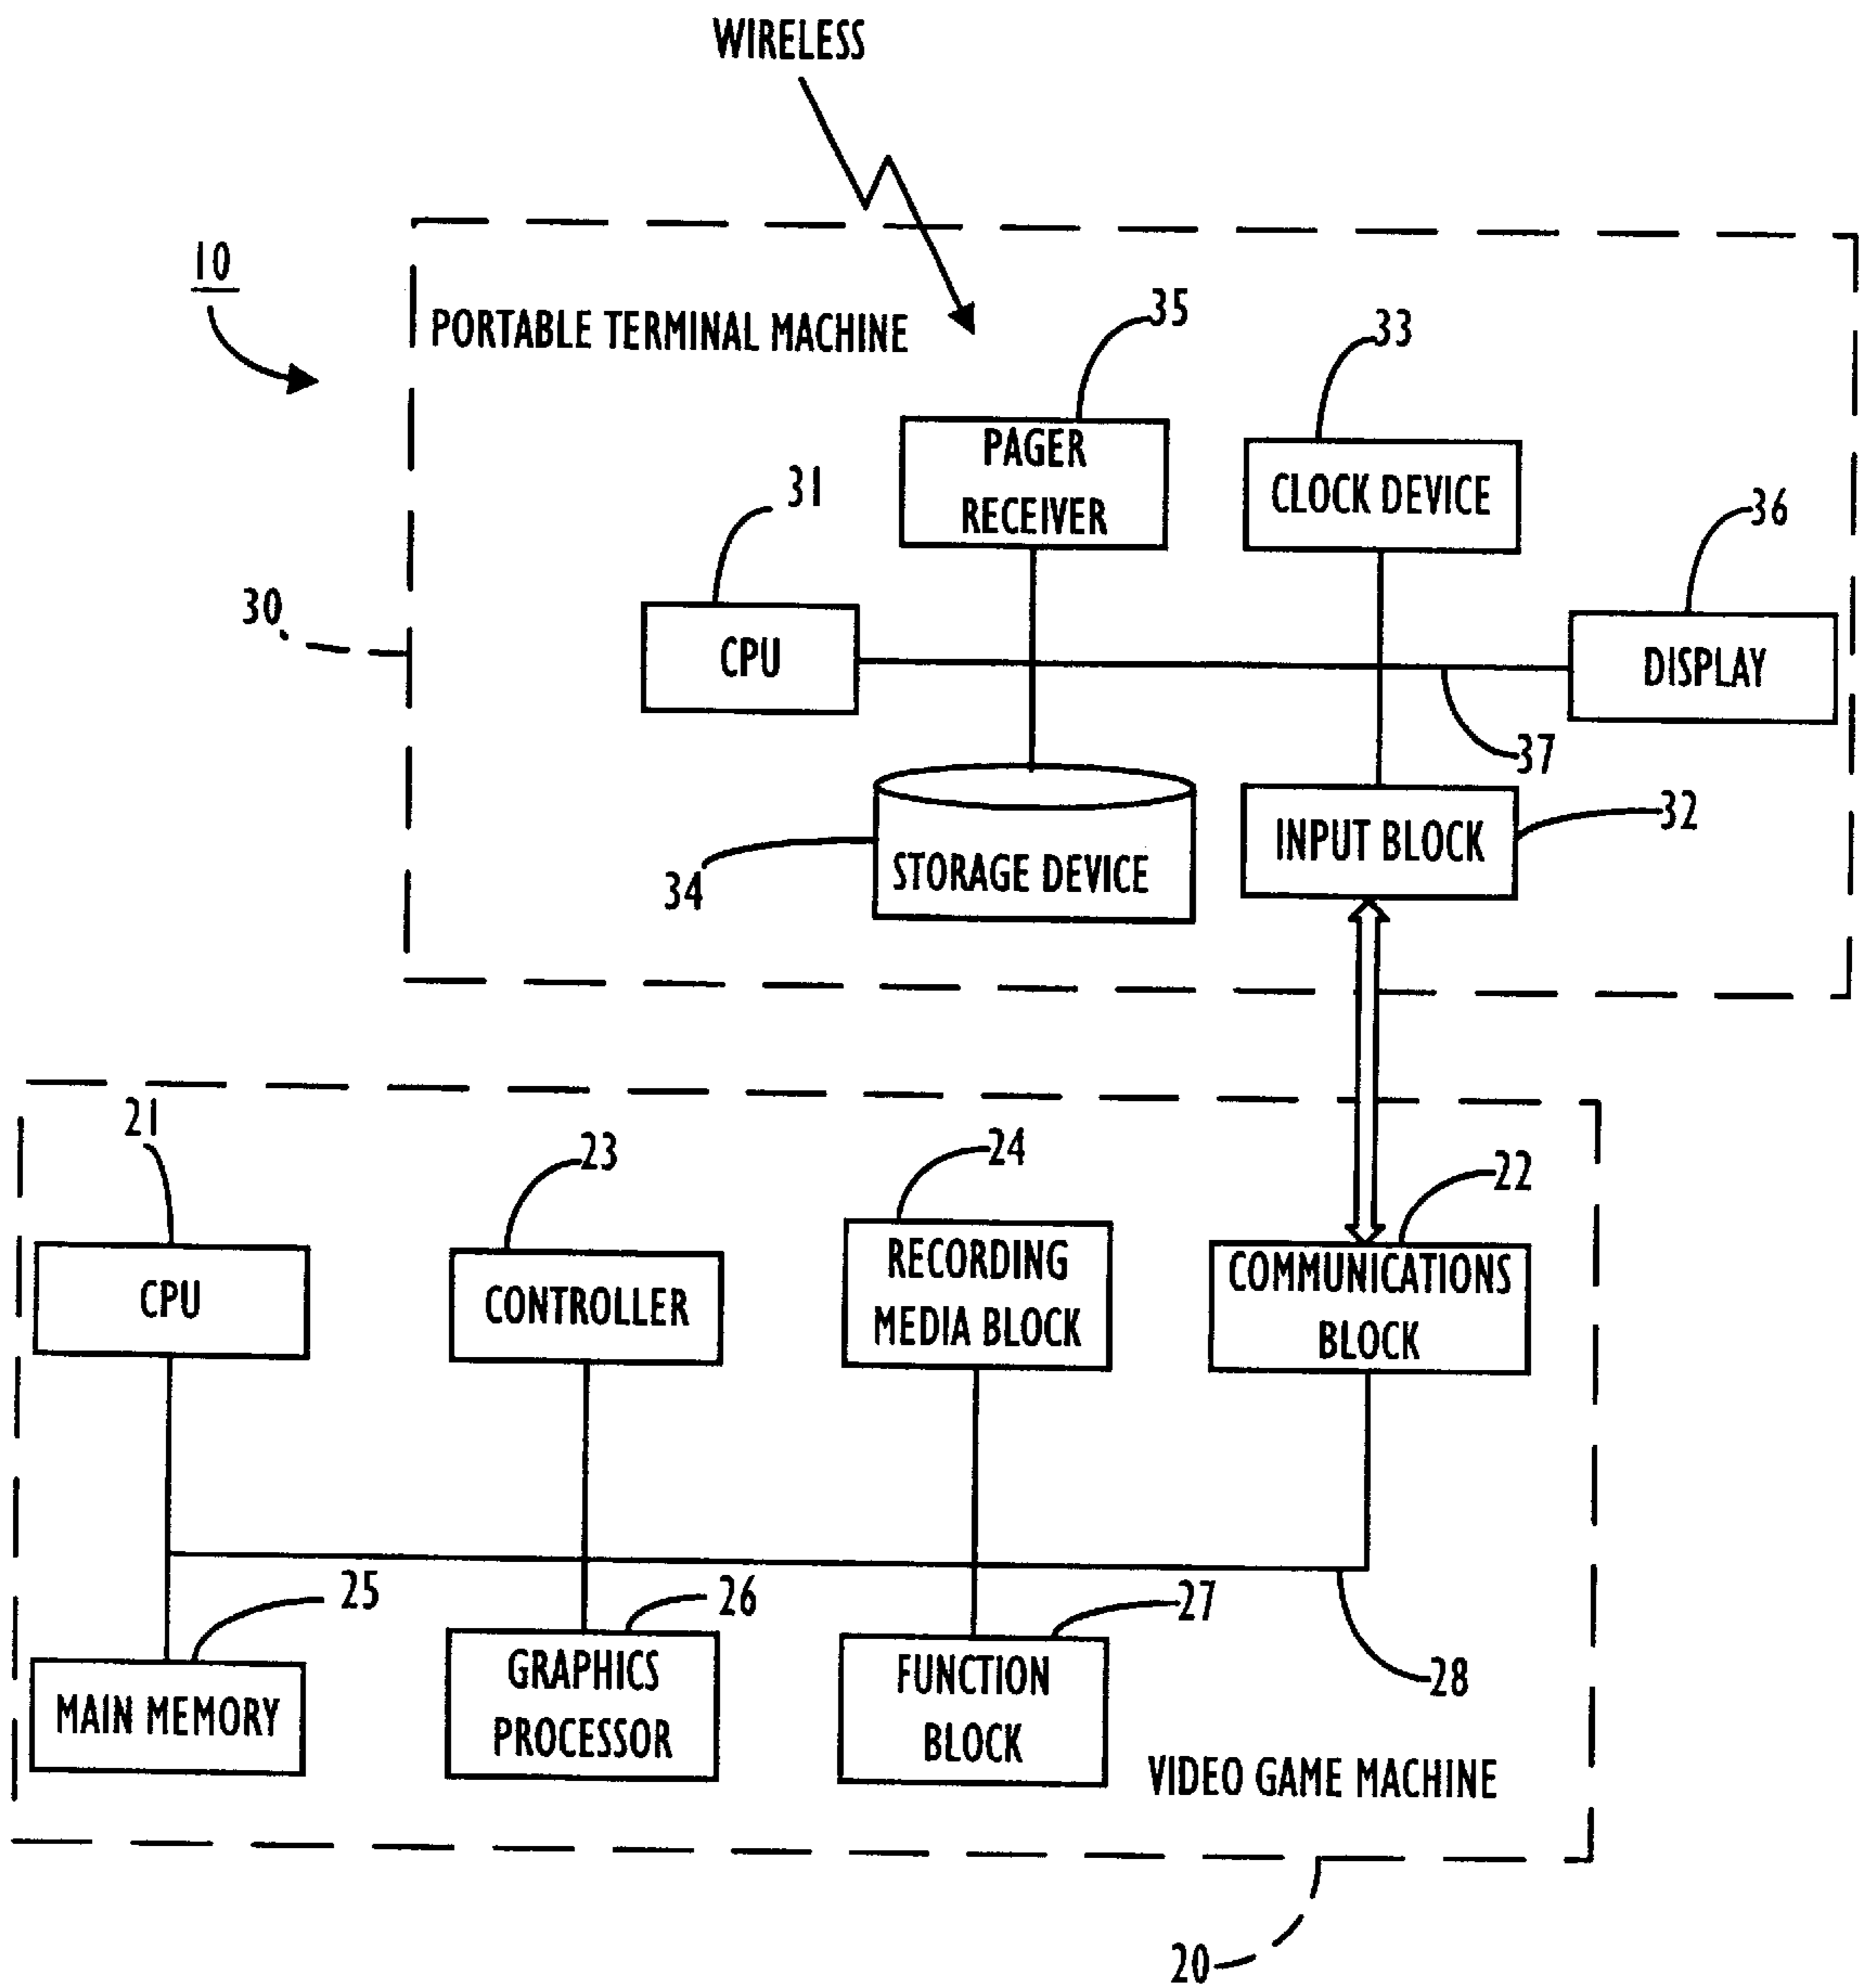 WIRELESS
10
PORTABLE TERMINAL MACHINE
35
33
PAGER
RECEIVER
CLOCK DEVICE
31
36
30
CPU
DISPLAY
37
STORAGE DEVICE
34
INPUT BLOCK
32
21
23
24
22
CPU
CONTROLLER
RECORDING
MEDIA BLOCK
COMMUNICATIONS
BLOCK
25
26
27
28
MAIN MEMORY
GRAPHICS
PROCESSOR
FUNCTION
BLOCK
VIDEO GAME MACHINE
20